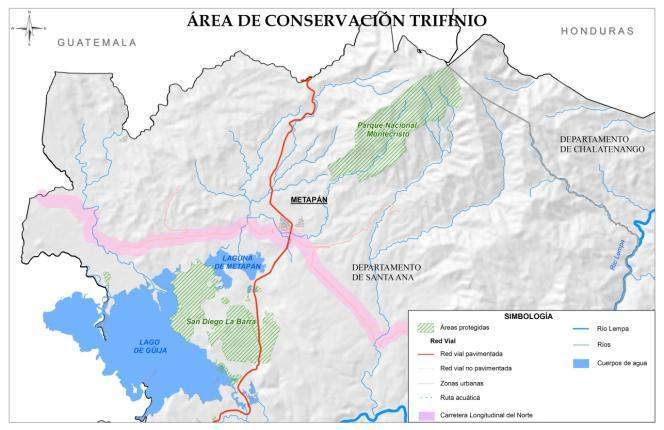 ÁREA DE CONSERVACIÓN TRIFINIO
N
GUATEMALA
HONDURAS
Parque Nacional
Montecristo
DEPARTAMENTO
DE CHALATENANGO
METAPÁN
LAGUNA
DE METAPÁN
DEPARTAMENTO
DE SANTA ANA
Río Lempa
San Diego La Barra
LAGO
DE GÜIJA
SIMBOLOGÍA
Áreas protegidas
Red Vial
Red vial pavimentada
Red vial no pavimentada
Zonas urbanas
Ruta acuática
Carretera Longitudinal del Norte
Río Lempa
Ríos
Cuerpos de agua